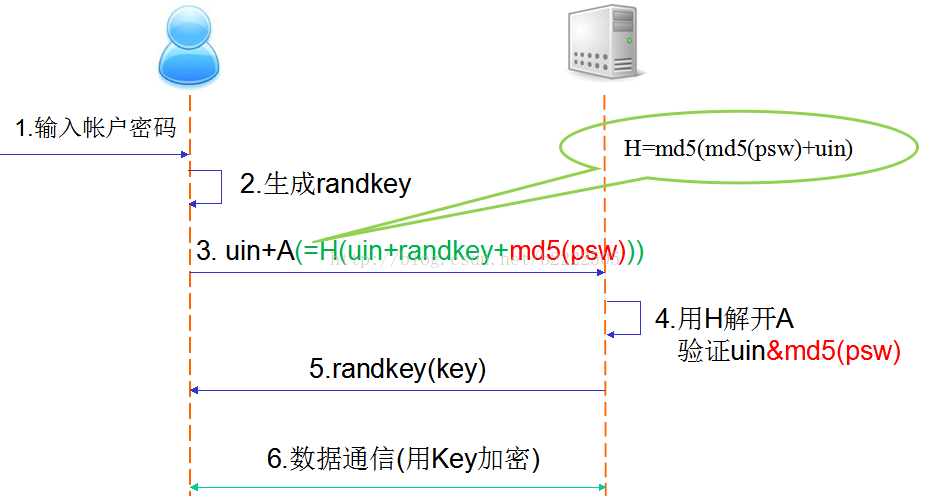 1.输入帐户密码
H=md5(md5(psw)+uin)
2.生成randkey
3. uin+A(=H(uin+randkey+md5(psw)))
4.用H解开A
验证uin&md5(psw)
5.randkey(key)
6.数据通信(用Key加密)